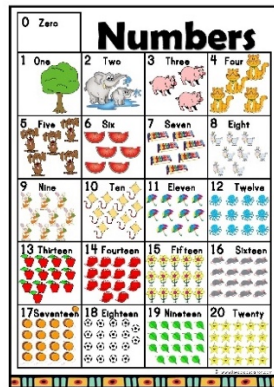 0 Zero
Numbers
1 One
2 Two
3 Three
4 Four
5 Five
6 Six
7 Seven
8 Eight
9 Nine
10 Ten
11 Eleven
12 Twelve
13 Thirteen
14 Fourteen
15 Fifteen
16 Sixteen
17 Seventeen
18 Eighteen
19 Nineteen
20 Twenty